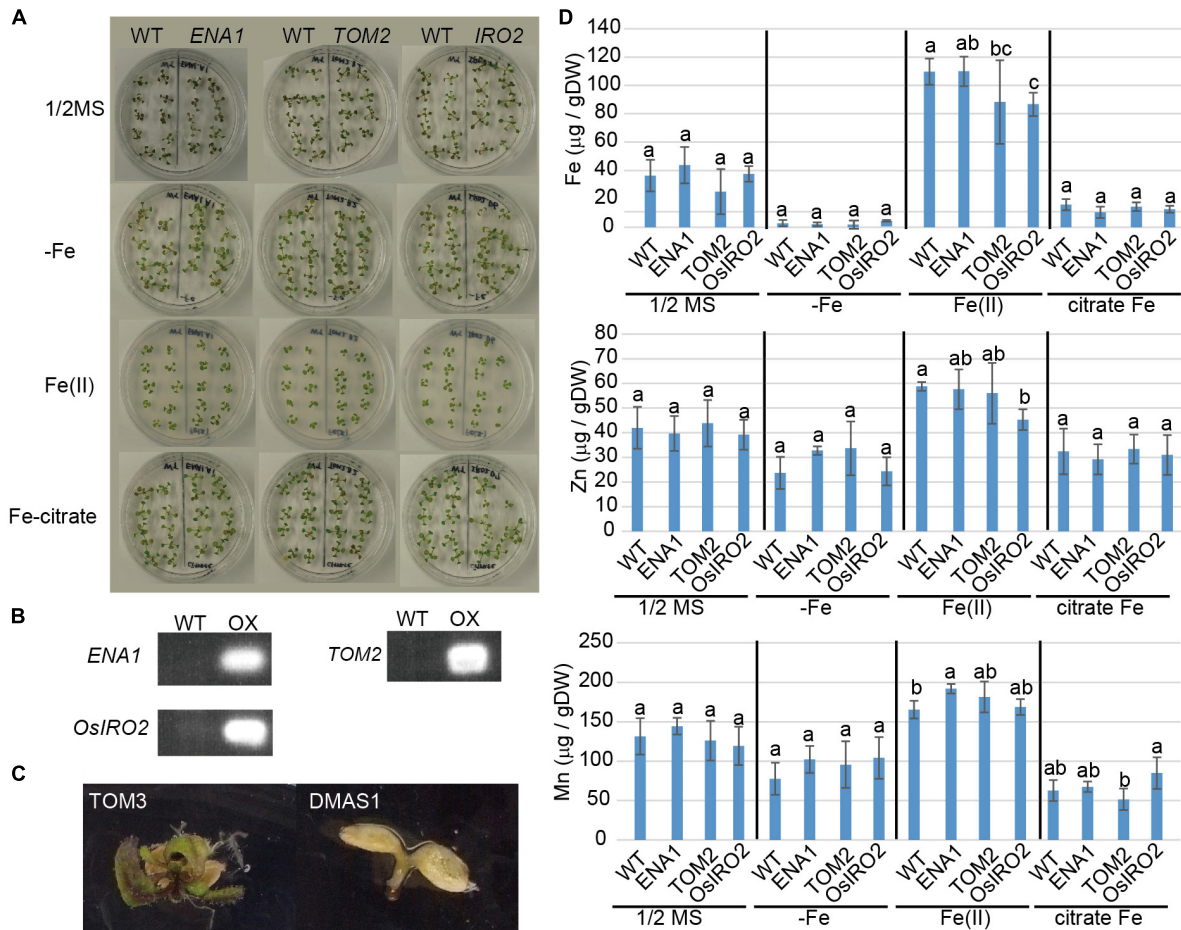 A
WT ENA1 WT TOM2 WT IRO2
1/2MS
-Fe
Fe(II)
Fe-citrate
B
WT OX
ENA1
WT OX
TOM2
OsIRO2
C
TOM3
DMAS1
D
Fe (µg / gDW)
140
120
100
80
60
40
20
0
a a a a
a a a a
a ab bc c
a a a a
WT ENA1 TOM2 OsIRO2 WT ENA1 TOM2 OsIRO2 WT ENA1 TOM2 OsIRO2 WT ENA1 TOM2 OsIRO2
1/2 MS -Fe Fe(II) citrate Fe
Zn (µg / gDW)
80
70
60
50
40
30
20
10
0
a a a a
a a a a
a ab ab b
a a a a
WT ENA1 TOM2 OsIRO2 WT ENA1 TOM2 OsIRO2 WT ENA1 TOM2 OsIRO2 WT ENA1 TOM2 OsIRO2
1/2 MS -Fe Fe(II) citrate Fe
Mn (µg / gDW)
250
200
150
100
50
0
a a a a
a a a a
b a ab ab
ab ab b a
WT ENA1 TOM2 OsIRO2 WT ENA1 TOM2 OsIRO2 WT ENA1 TOM2 OsIRO2 WT ENA1 TOM2 OsIRO2
1/2 MS -Fe Fe(II) citrate Fe